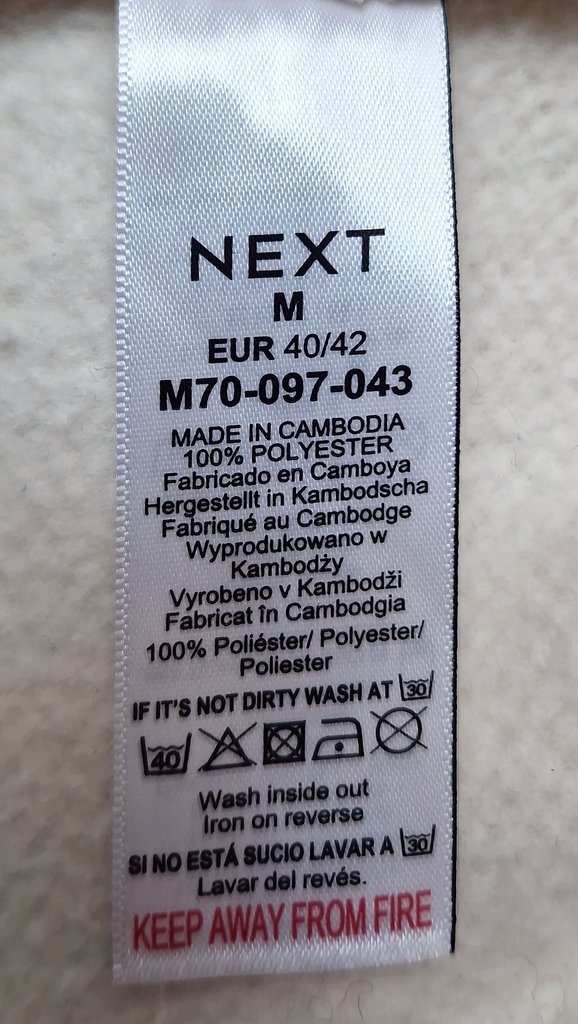 NEXT
M
EUR 40/42
M70-097-043
MADE IN CAMBODIA
100% POLYESTER
Fabricado en Camboya
Hergestellt in Kambodscha
Fabriqué au Cambodge
Wyprodukowano w
Kambodży
Vyrobeno v Kambodži
Fabricat în Cambodgia
100% Poliéster/ Polyester/
Poliester
IF IT'S NOT DIRTY WASH AT 30
40
Wash inside out
Iron on reverse
SI NO ESTÁ SUCIO LAVAR A 30
Lavar del revés.
KEEP AWAY FROM FIRE